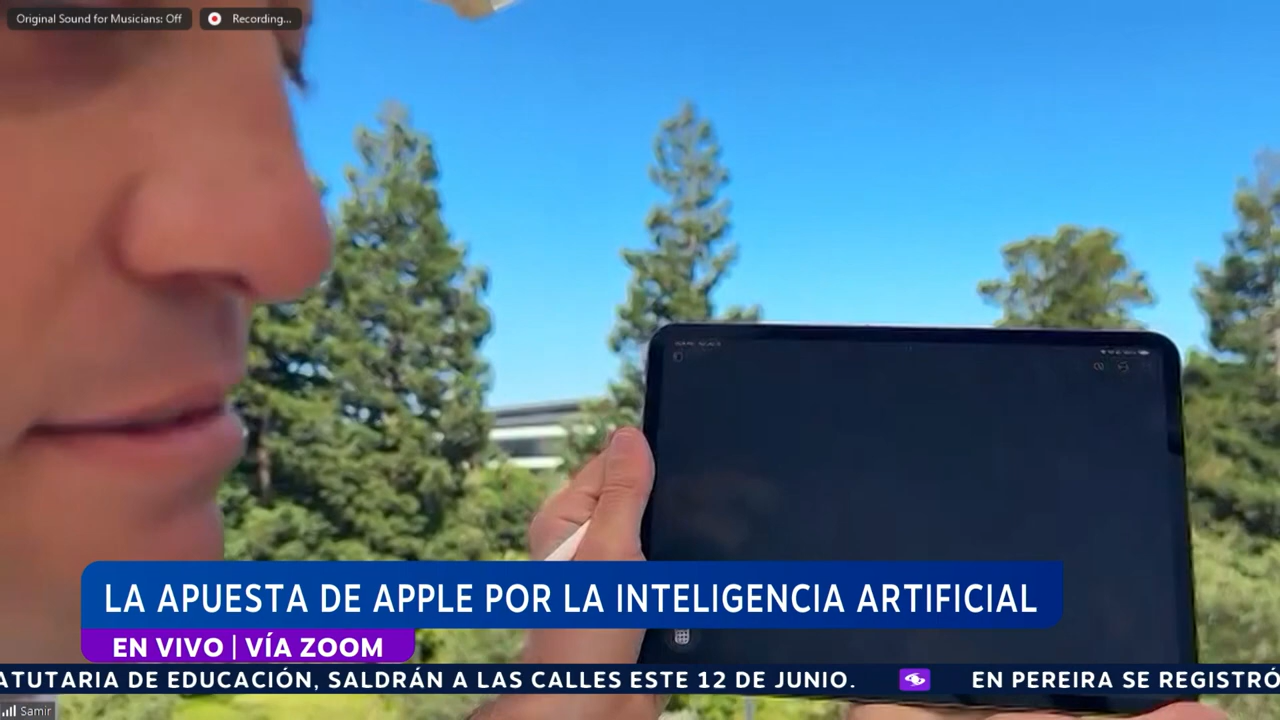 Original Sound for Musicians: Off
Recording...
LA APUESTA DE APPLE POR LA INTELIGENCIA ARTIFICIAL
EN VIVO | VÍA ZOOM
ATUTARIA DE EDUCACIÓN, SALDRÁN A LAS CALLES ESTE 12 DE JUNIO.
EN PEREIRA SE REGISTRÓ
Samir